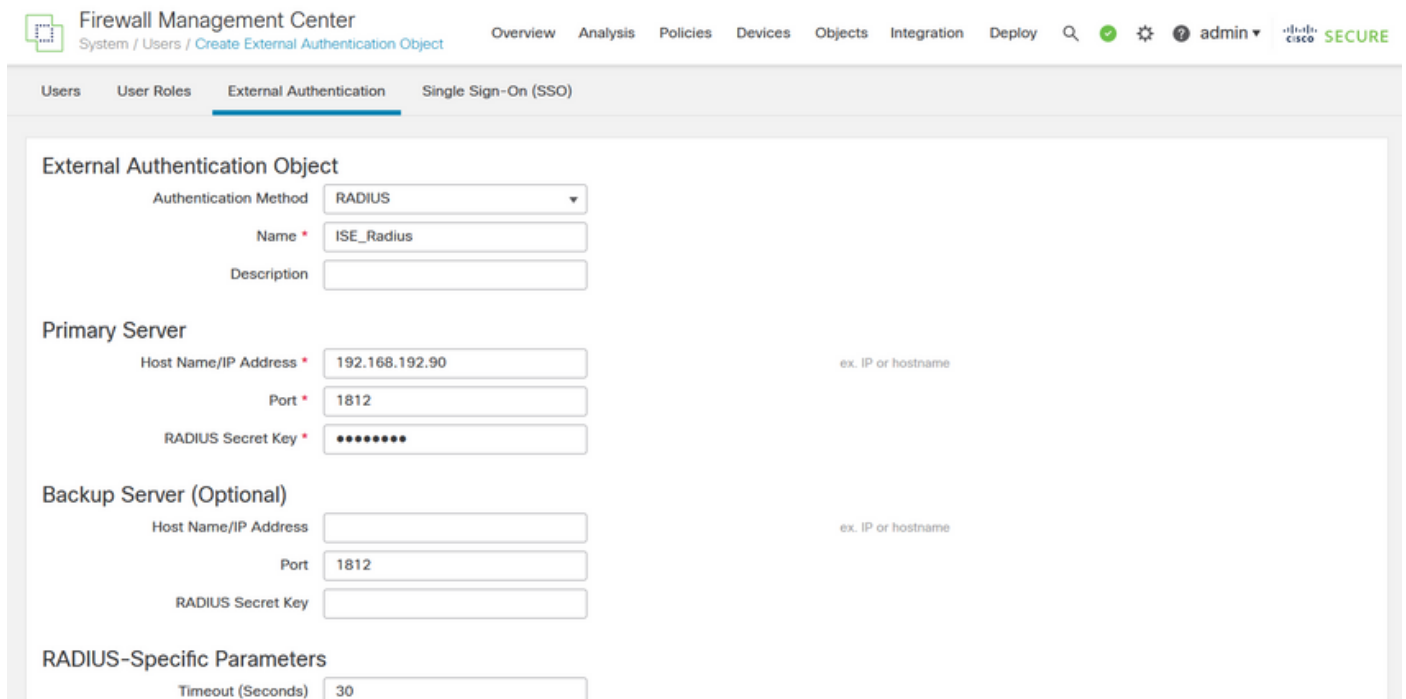 Firewall Management Center
System / Users / Create External Authentication Object
Overview Analysis Policies Devices Objects Integration Deploy admin cisco SECURE
Users User Roles External Authentication Single Sign-On (SSO)
External Authentication Object
Authentication Method RADIUS
Name * ISE_Radius
Description
Primary Server
Host Name/IP Address * 192.168.192.90 ex. IP or hostname
Port * 1812
RADIUS Secret Key * ••••••••
Backup Server (Optional)
Host Name/IP Address ex. IP or hostname
Port 1812
RADIUS Secret Key
RADIUS-Specific Parameters
Timeout (Seconds) 30